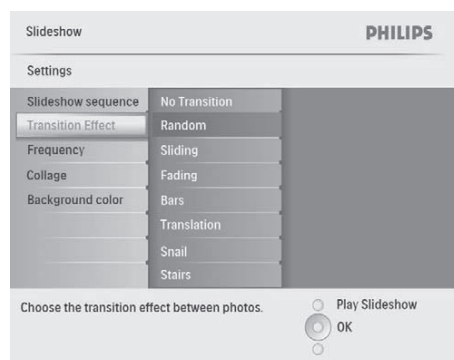 Slideshow
PHILIPS
Settings
Slideshow sequence
Transition Effect
Frequency
Collage
Background color
No Transition
Random
Sliding
Fading
Bars
Translation
Snail
Stairs
Choose the transition effect between photos.
Play Slideshow
OK